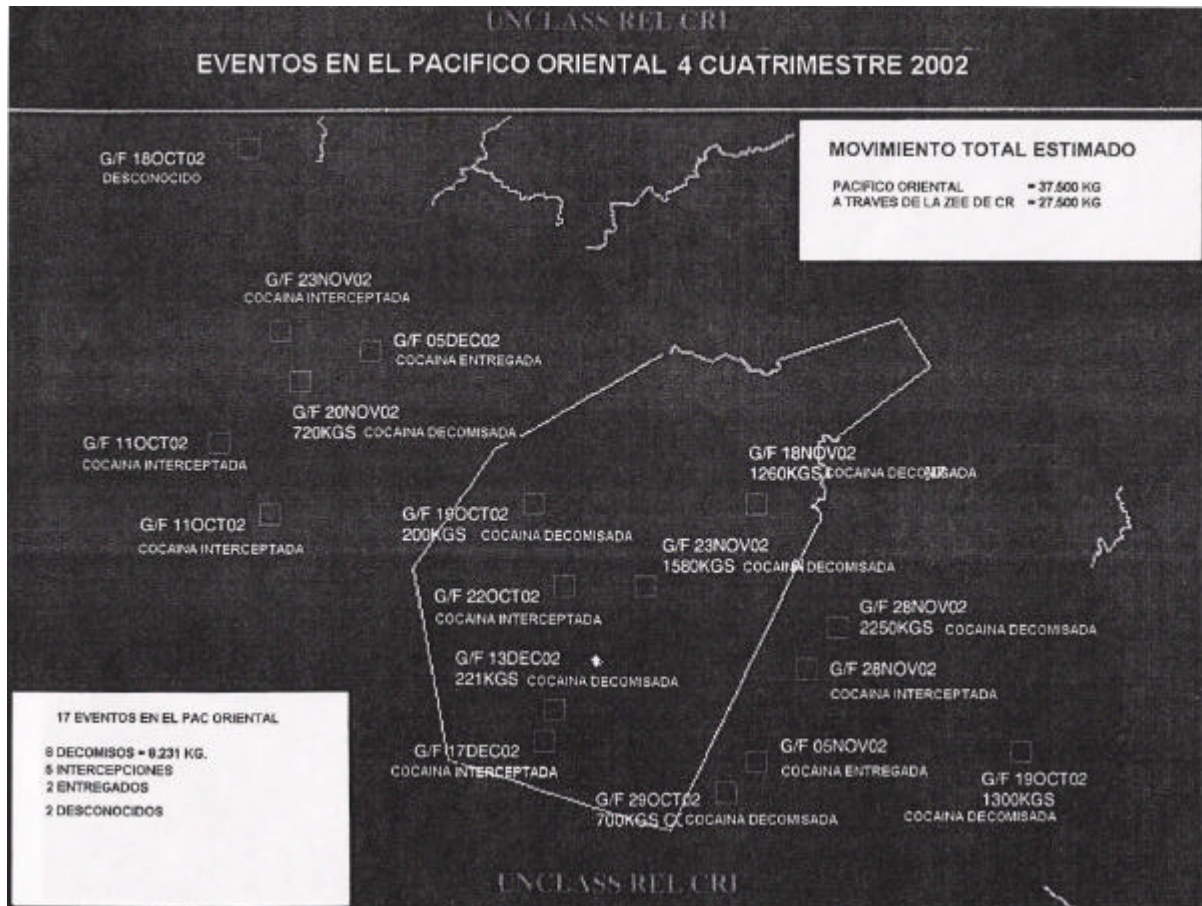 UNCLASS REL CRI
EVENTOS EN EL PACIFICO ORIENTAL 4 CUATRIMESTRE 2002
G/F 18OCT02
DESCONOCIDO
MOVIMIENTO TOTAL ESTIMADO
PACIFICO ORIENTAL = 37.500 KG
A TRAVES DE LA ZEE DE CR = 27.500 KG
G/F 23NOV02
COCAINA INTERCEPTADA
G/F 05DEC02
COCAINA ENTREGADA
G/F 20NOV02
720KGS COCAINA DECOMISADA
G/F 11OCT02
COCAINA INTERCEPTADA
G/F 18NOV02
1260KGS COCAINA DECOMISADA
G/F 11OCT02
COCAINA INTERCEPTADA
G/F 19OCT02
200KGS COCAINA DECOMISADA
G/F 23NOV02
1580KGS COCAINA DECOMISADA
G/F 22OCT02
COCAINA INTERCEPTADA
G/F 28NOV02
2250KGS COCAINA DECOMISADA
G/F 13DEC02
221KGS COCAINA DECOMISADA
G/F 28NOV02
COCAINA INTERCEPTADA
17 EVENTOS EN EL PAC ORIENTAL
8 DECOMISOS = 8.231 KG.
5 INTERCEPCIONES
2 ENTREGADOS
2 DESCONOCIDOS
G/F 17DEC02
COCAINA INTERCEPTADA
G/F 05NOV02
COCAINA ENTREGADA
G/F 29OCT02
700KGS COCAINA DECOMISADA
G/F 19OCT02
1300KGS
COCAINA DECOMISADA
UNCLASS REL CRI